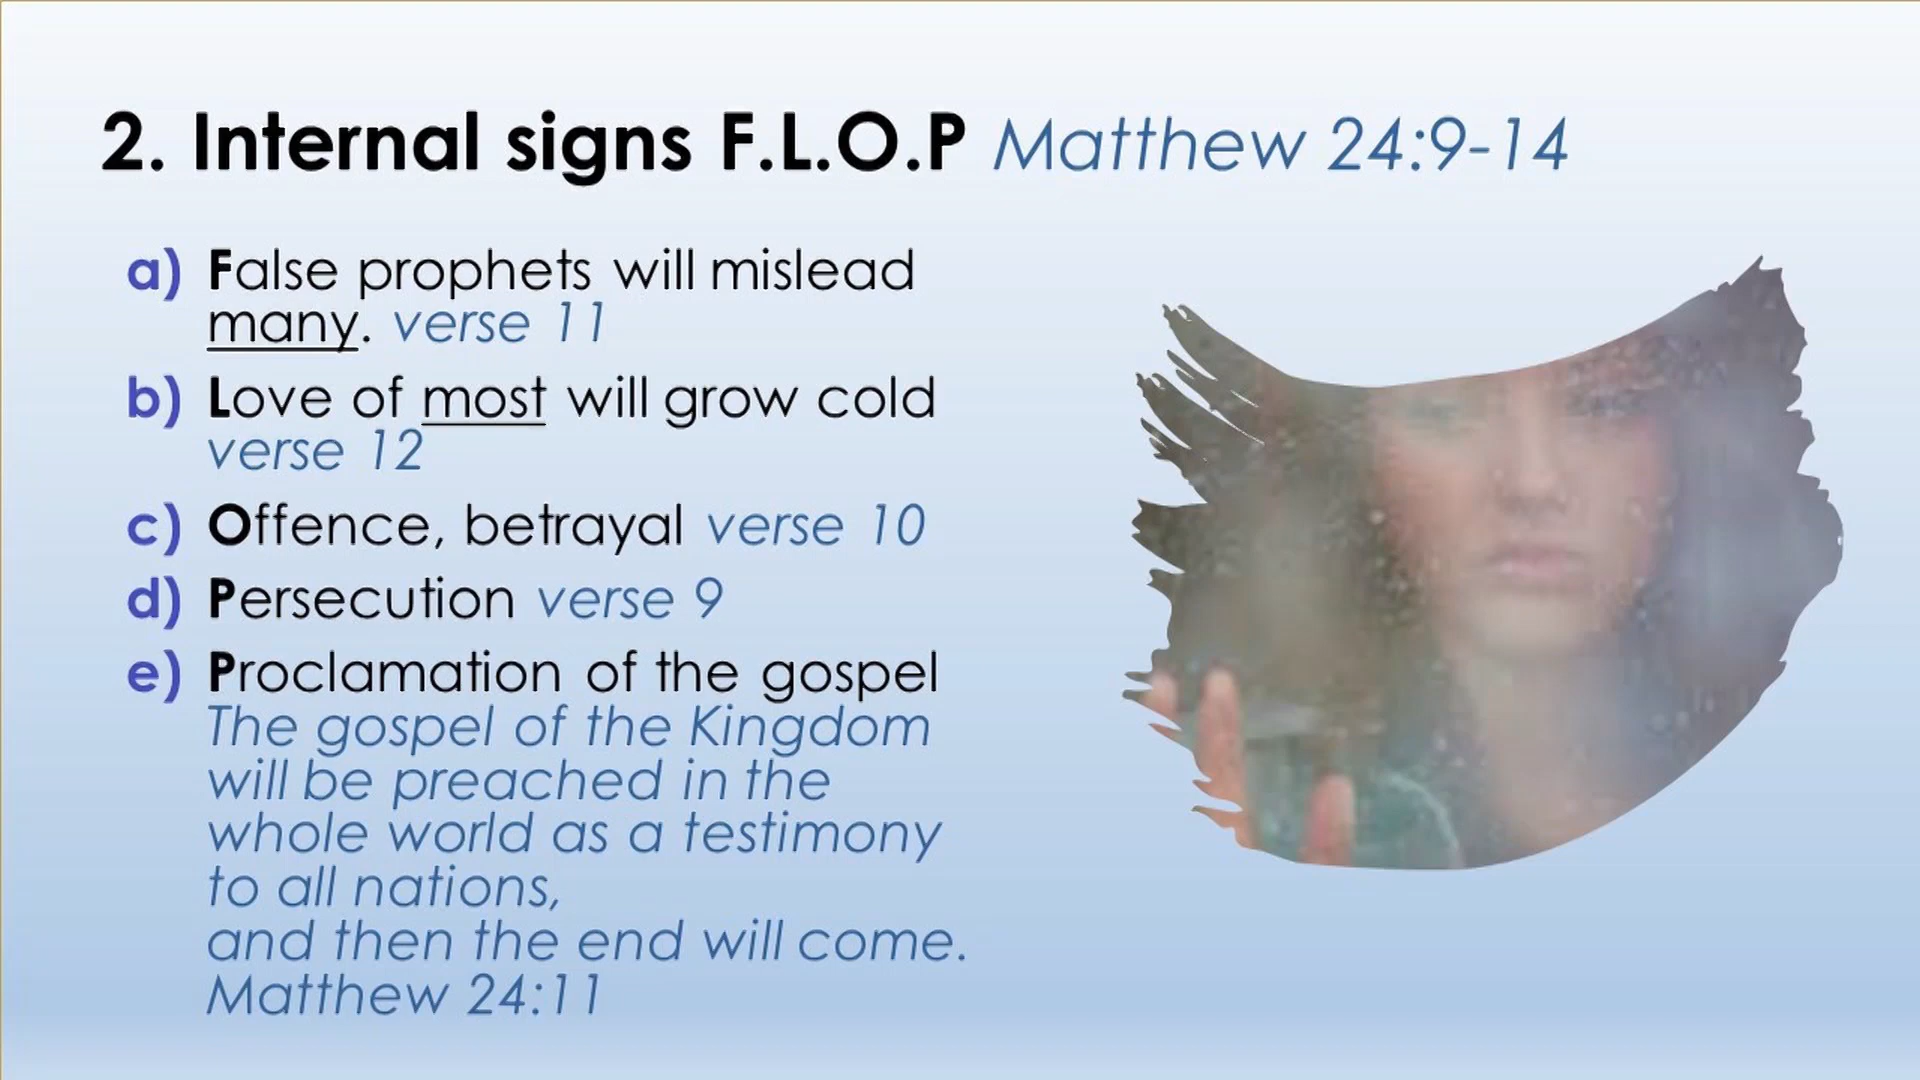 2. Internal signs F.L.O.P Matthew 24:9-14
a) False prophets will mislead
many. verse 11
b) Love of most will grow cold
verse 12
c) Offence, betrayal verse 10
d) Persecution verse 9
e) Proclamation of the gospel
The gospel of the Kingdom
will be preached in the
whole world as a testimony
to all nations,
and then the end will come.
Matthew 24:11